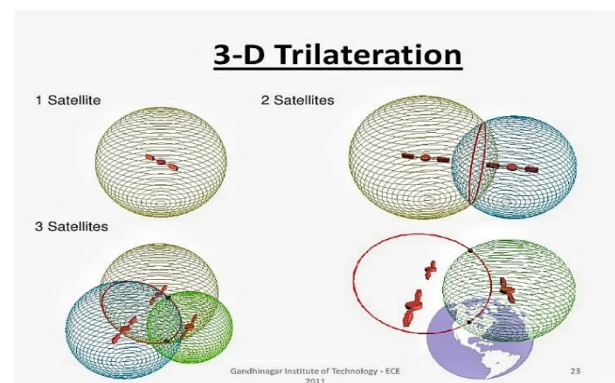 3-D Trilateration
1 Satellite
2 Satellites
3 Satellites
Gandhinagar Institute of Technology - ECE
2011
23